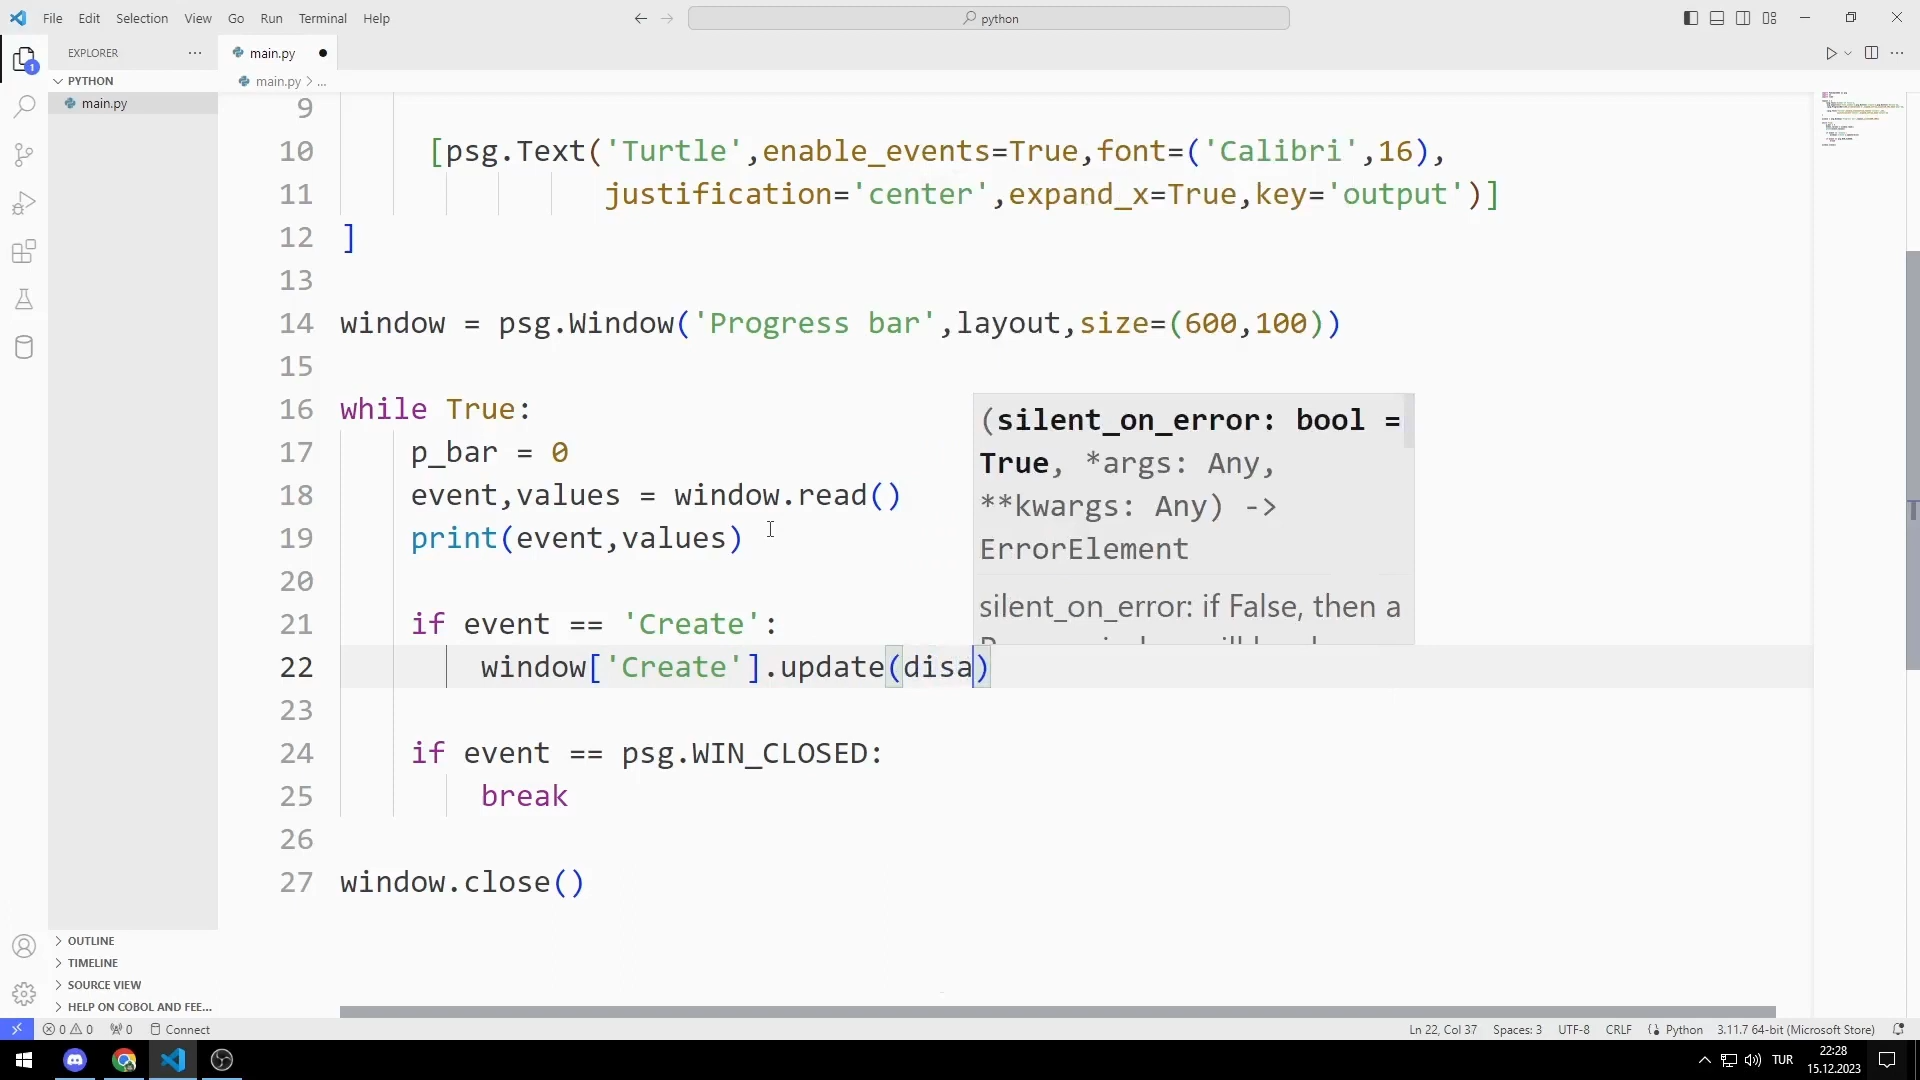 File Edit Selection View Go Run Terminal Help
python
EXPLORER
main.py
PYTHON
main.py > ...
main.py
9
10 [psg.Text('Turtle',enable_events=True,font=('Calibri',16),
11 justification='center',expand_x=True,key='output')]
12 ]
13
14 window = psg.Window('Progress bar',layout,size=(600,100))
15
16 while True:
17 p_bar = 0
18 event,values = window.read()
19 print(event,values)
20
21 if event == 'Create':
22 window['Create'].update(disa)
23
24 if event == psg.WIN_CLOSED:
25 break
26
27 window.close()
(silent_on_error: bool =
True, *args: Any,
**kwargs: Any) ->
ErrorElement
silent_on_error: if False, then a
OUTLINE
TIMELINE
SOURCE VIEW
HELP ON COBOL AND FEE...
1
0 0 0 Connect
Ln 22, Col 37 Spaces: 3 UTF-8 CRLF Python 3.11.7 64-bit (Microsoft Store)
TUR
22:28
15.12.2023